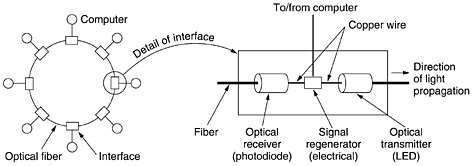 Computer
Detail of interface
Optical fiber
Interface
To/from computer
Copper wire
Direction
of light
propagation
Fiber
Optical
receiver
(photodiode)
Signal
regenerator
(electrical)
Optical
transmitter
(LED)